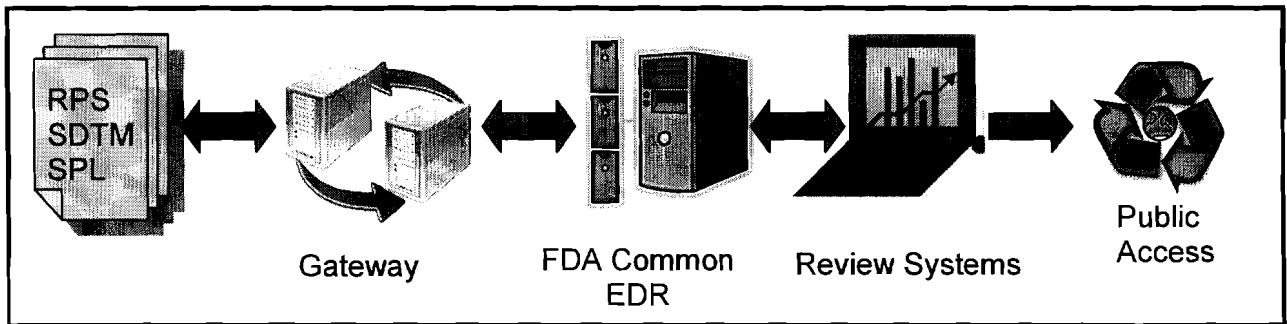 RPS
SDTM
SPL
Gateway
FDA Common
EDR
Review Systems
Public
Access